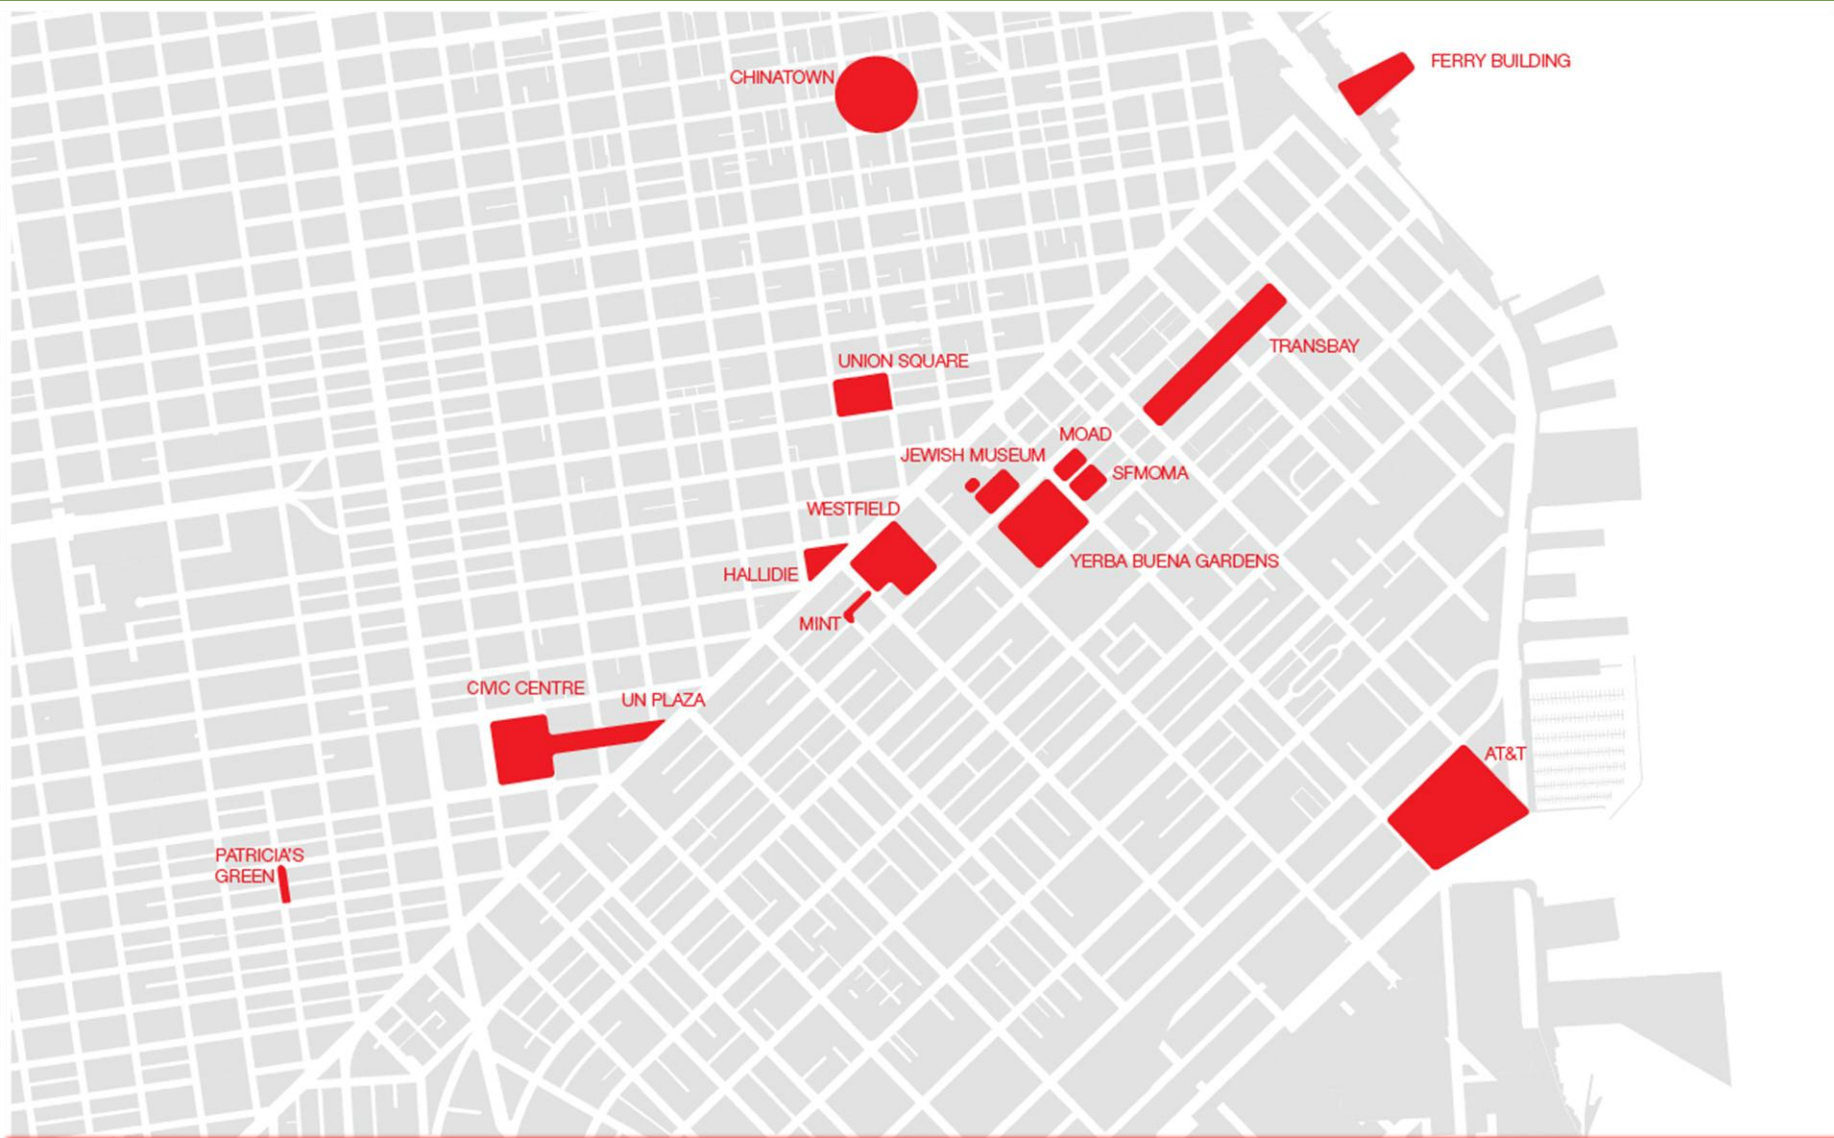 FERRY BUILDING
CHINATOWN
TRANSBAY
UNION SQUARE
MOAD
JEWISH MUSEUM
SFMOMA
WESTFIELD
YERBA BUENA GARDENS
HALLIDIE
MINT
CIVIC CENTRE
UN PLAZA
AT&T
PATRICIA'S
GREEN